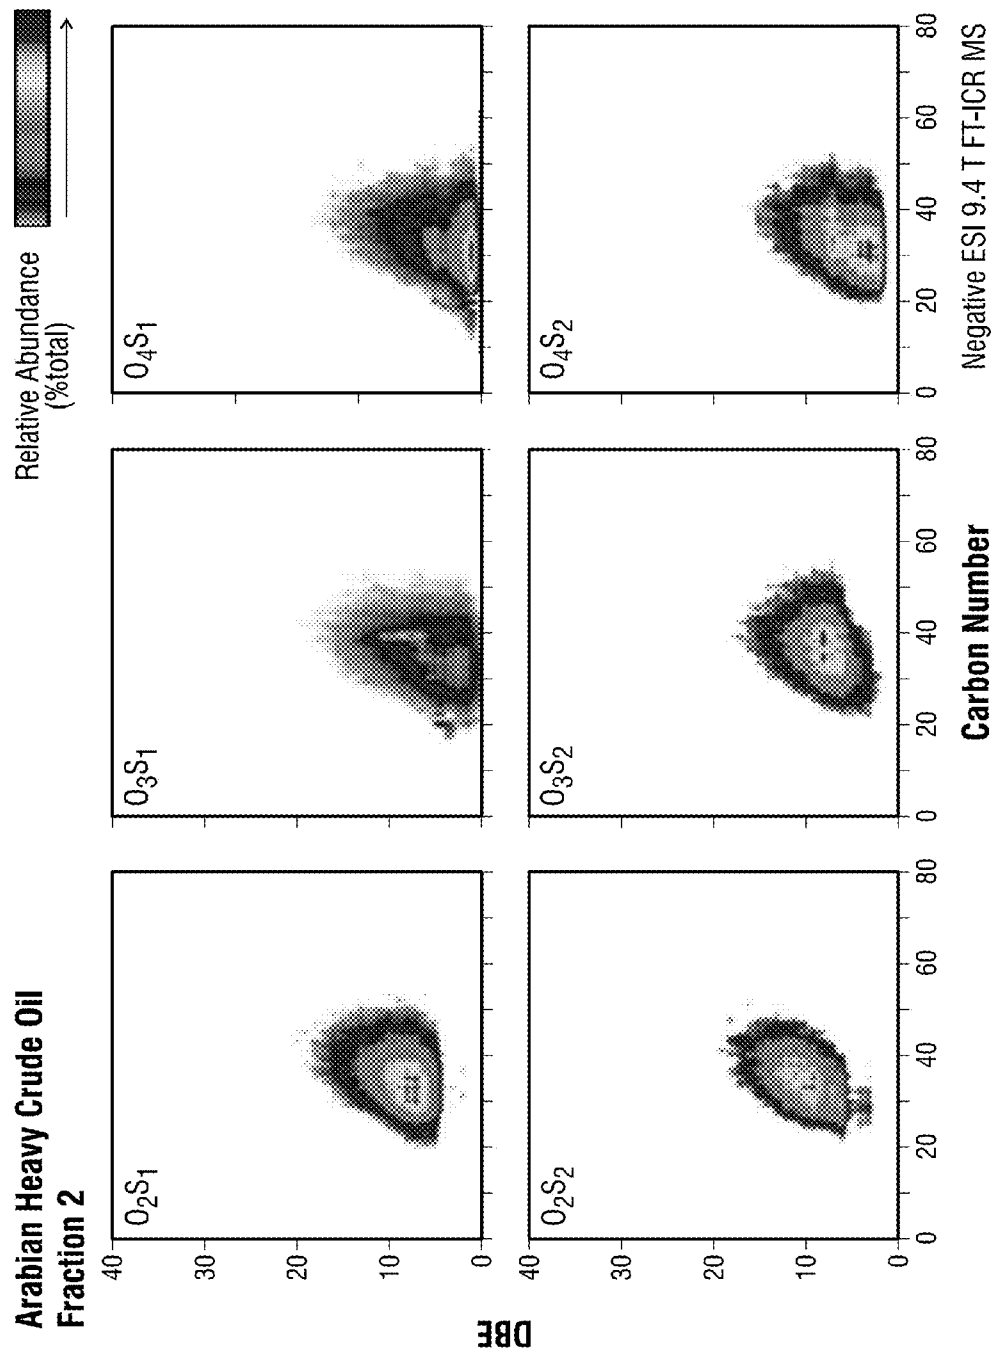 Arabian Heavy Crude Oil
Fraction 2
Relative Abundance
(%total)
DBE
40
30
20
10
0
O2S1
O3S1
O4S1
40
30
20
10
0
O2S2
O3S2
O4S2
0 20 40 60 80
0 20 40 60 80
0 20 40 60 80
Carbon Number
Negative ESI 9.4 T FT-ICR MS